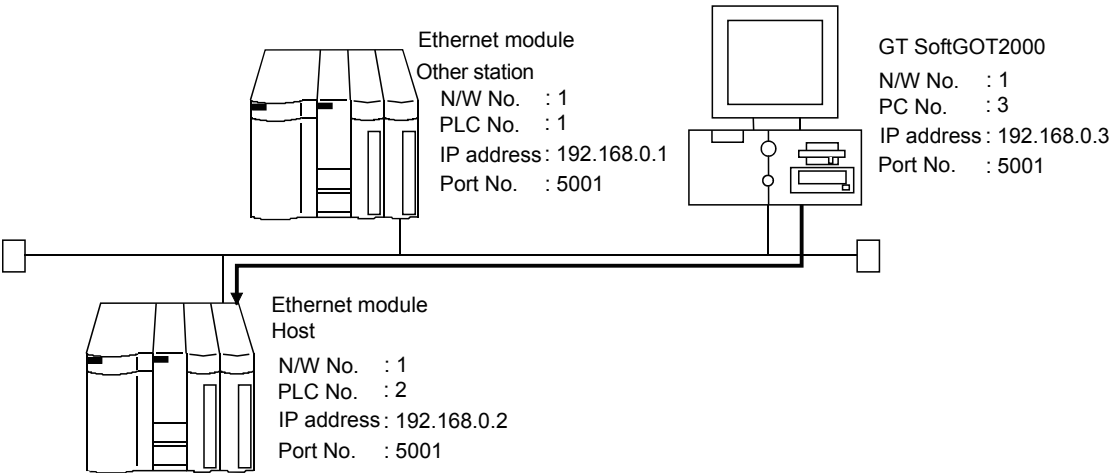 Ethernet module
Other station
N/W No. : 1
PLC No. : 1
IP address : 192.168.0.1
Port No. : 5001
GT SoftGOT2000
N/W No. : 1
PC No. : 3
IP address : 192.168.0.3
Port No. : 5001
Ethernet module
Host
N/W No. : 1
PLC No. : 2
IP address : 192.168.0.2
Port No. : 5001